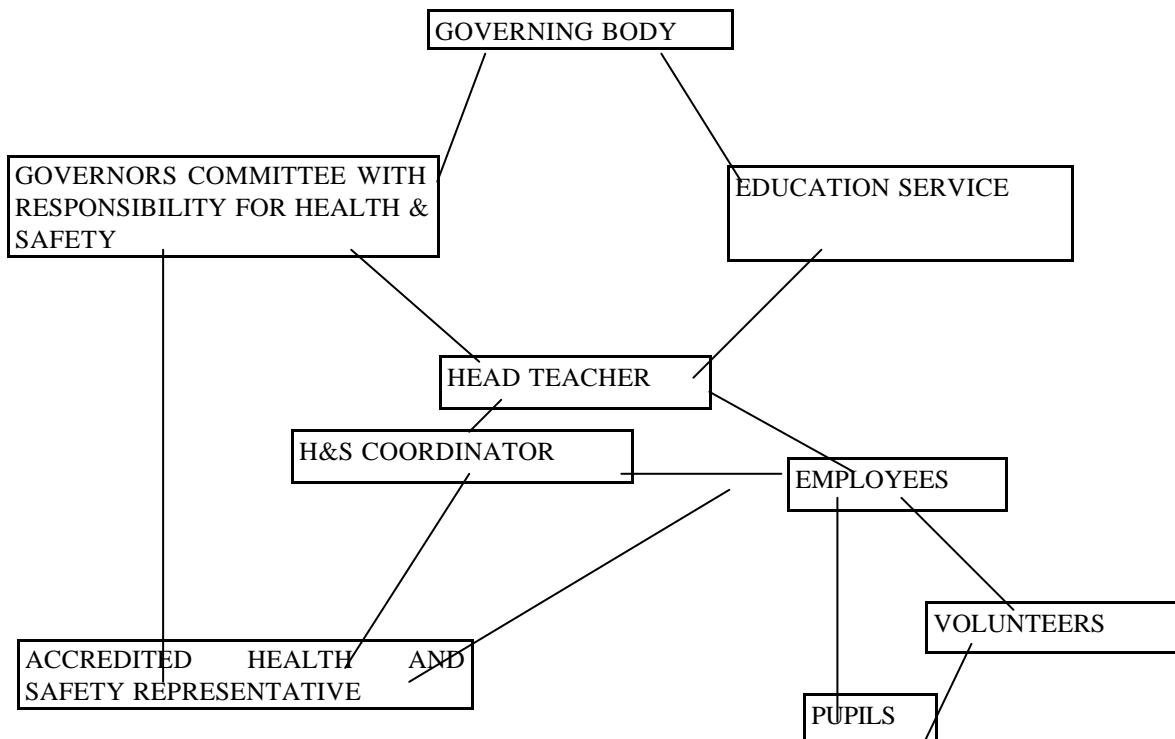 GOVERNING BODY
GOVERNORS COMMITTEE WITH
RESPONSIBILITY FOR HEALTH &
SAFETY
EDUCATION SERVICE
HEAD TEACHER
H&S COORDINATOR
EMPLOYEES
VOLUNTEERS
ACCREDITED HEALTH AND
SAFETY REPRESENTATIVE
PUPILS